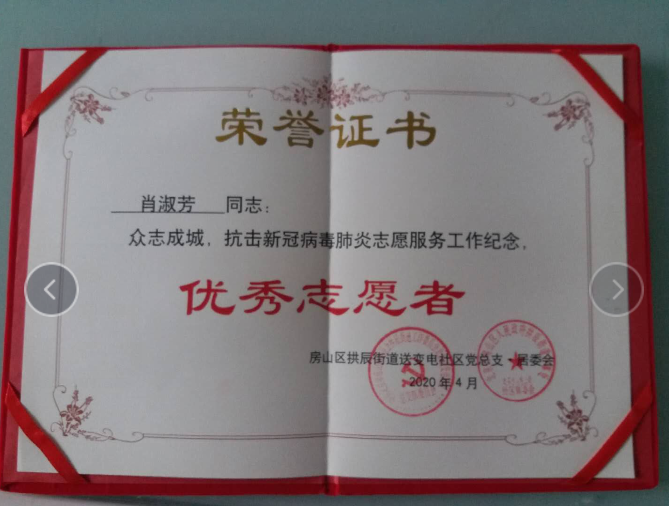 荣誉证书
肖淑芳 同志：
众志成城，抗击新冠病毒肺炎志愿服务工作纪念，
优秀志愿者
房山区拱辰街道送变电社区党总支·居委会
2020年4月